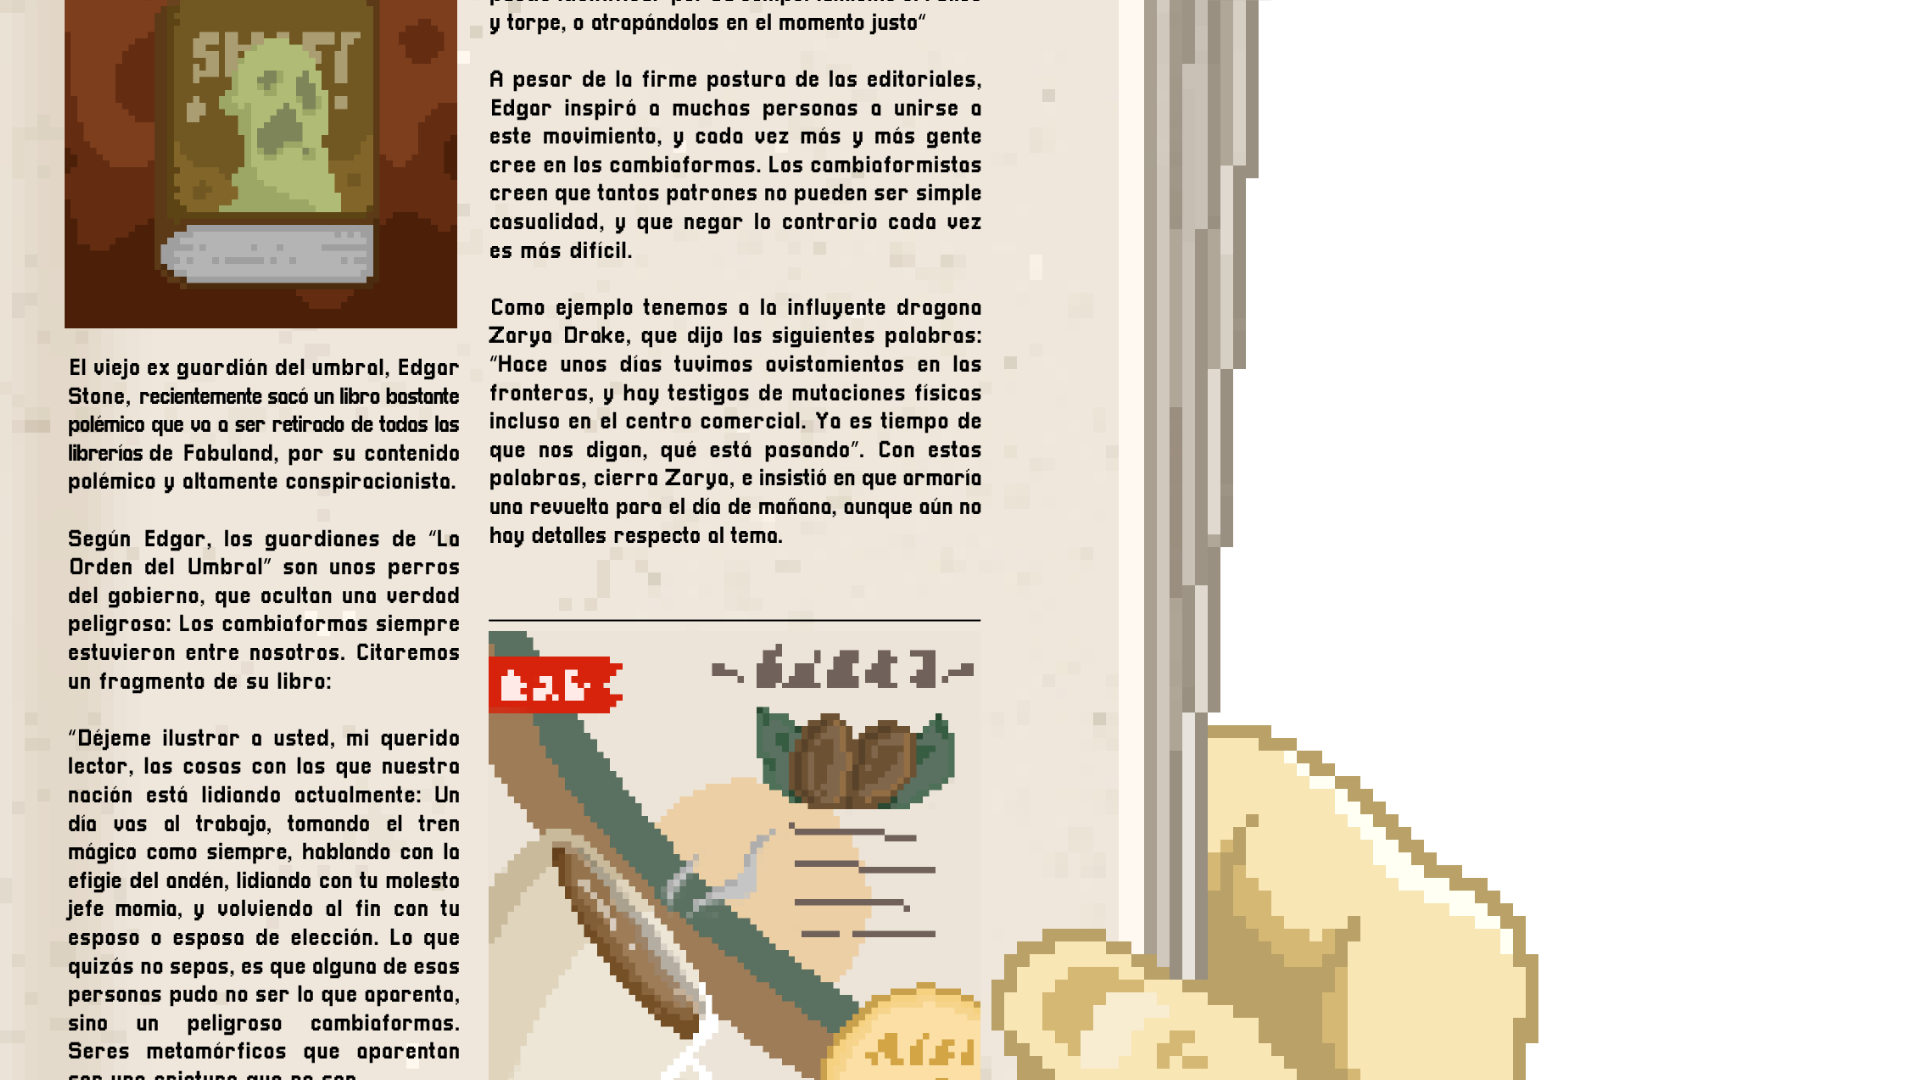 El viejo ex guardián del umbral, Edgar
Stone, recientemente sacó un libro bastante
polémico que va a ser retirado de todas las
librerías de Fabuland, por su contenido
polémico y altamente conspiracionista.
Según Edgar, los guardianes de “La
Orden del Umbral” son unos perros
del gobierno, que ocultan una verdad
peligrosa: Los cambiaformas siempre
estuvieron entre nosotros. Citaremos
un fragmento de su libro:
“Déjeme ilustrar a usted, mi querido
lector, las cosas con las que nuestra
nación está lidiando actualmente: Un
día vas al trabajo, tomando el tren
mágico como siempre, hablando con la
efigie del andén, lidiando con tu molesto
jefe momia, y volviendo al fin con tu
esposo o esposa de elección. Lo que
quizás no sepas, es que alguna de esas
personas pudo no ser lo que aparenta,
sino un peligroso cambiaformas.
Seres metamórficos que aparentan
ser una criatura que no son
y torpe, o atrapándolos en el momento justo“
A pesar de la firme postura de las editoriales,
Edgar inspiró a muchas personas a unirse a
este movimiento, y cada vez más y más gente
cree en los cambiaformas. Los cambiaformistas
creen que tantos patrones no pueden ser simple
casualidad, y que negar lo contrario cada vez
es más difícil.
Como ejemplo tenemos a la influyente dragona
Zarya Drake, que dijo las siguientes palabras:
“Hace unos días tuvimos avistamientos en las
fronteras, y hay testigos de mutaciones físicas
incluso en el centro comercial. Ya es tiempo de
que nos digan, qué está pasando”. Con estas
palabras, cierra Zarya, e insistió en que armaría
una revuelta para el día de mañana, aunque aún no
hay detalles respecto al tema.